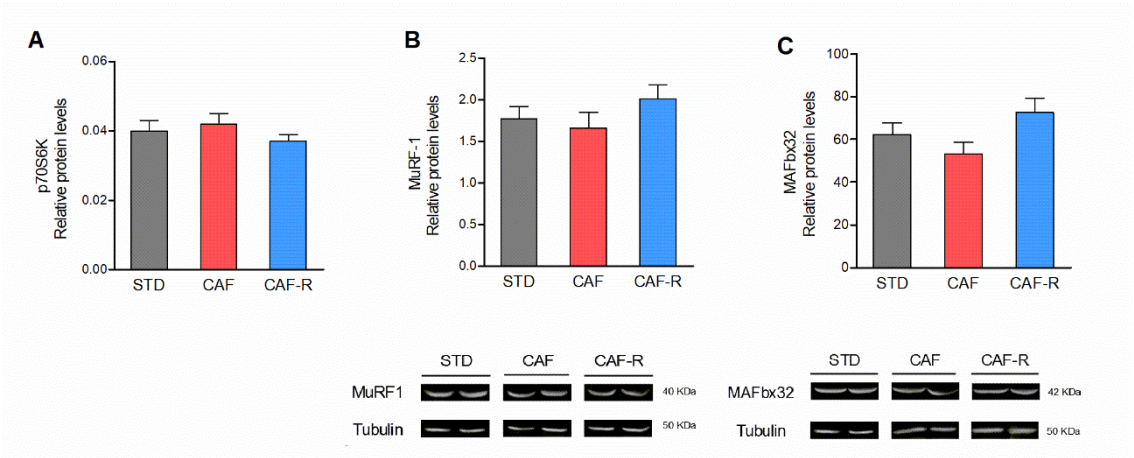 A
p70S6K
Relative protein levels
0.06
0.04
0.02
0.00
STD CAF CAF-R
B
MuRF-1
Relative protein levels
2.5
2.0
1.5
1.0
0.5
0.0
STD CAF CAF-R
C
MAFbx32
Relative protein levels
100
80
60
40
20
0
STD CAF CAF-R
STD CAF CAF-R
MuRF1 40 KDa
Tubulin 50 KDa
STD CAF CAF-R
MAFbx32 42 KDa
Tubulin 50 KDa